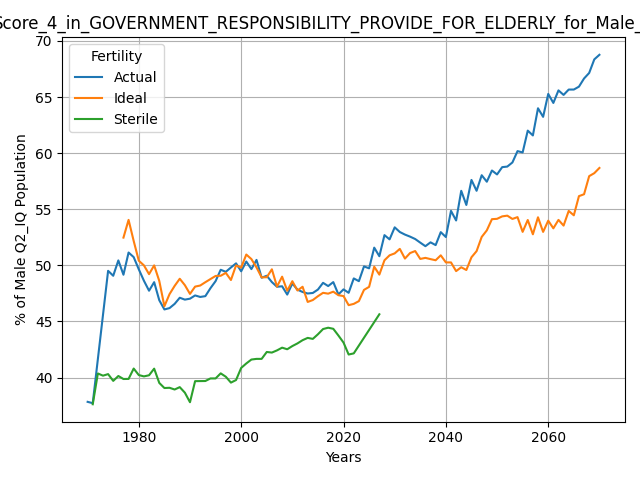 Score_4_in_GOVERNMENT_RESPONSIBILITY_PROVIDE_FOR_ELDERLY_for_Male_
Fertility
Actual
Ideal
Sterile
% of Male Q2_IQ Population
70
65
60
55
50
45
40
1980
2000
2020
2040
2060
Years